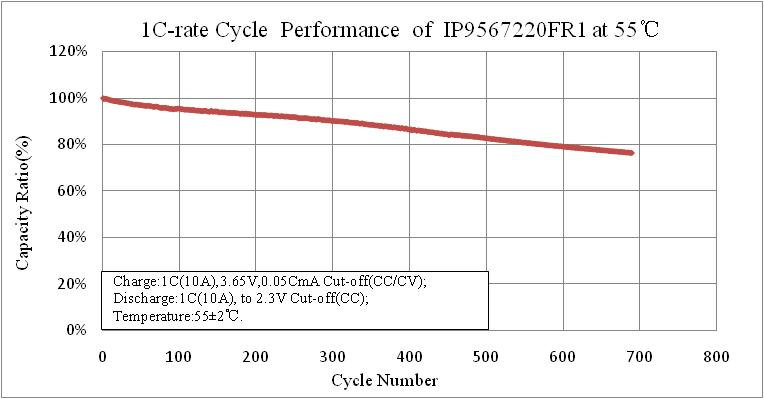 1C-rate Cycle Performance of IP9567220FR1 at 55℃
120%
100%
80%
60%
40%
20%
0%
Capacity Ratio(%)
Charge:1C(10A),3.65V,0.05CmA Cut-off(CC/CV);
Discharge:1C(10A), to 2.3V Cut-off(CC);
Temperature:55±2℃.
0 100 200 300 400 500 600 700 800
Cycle Number